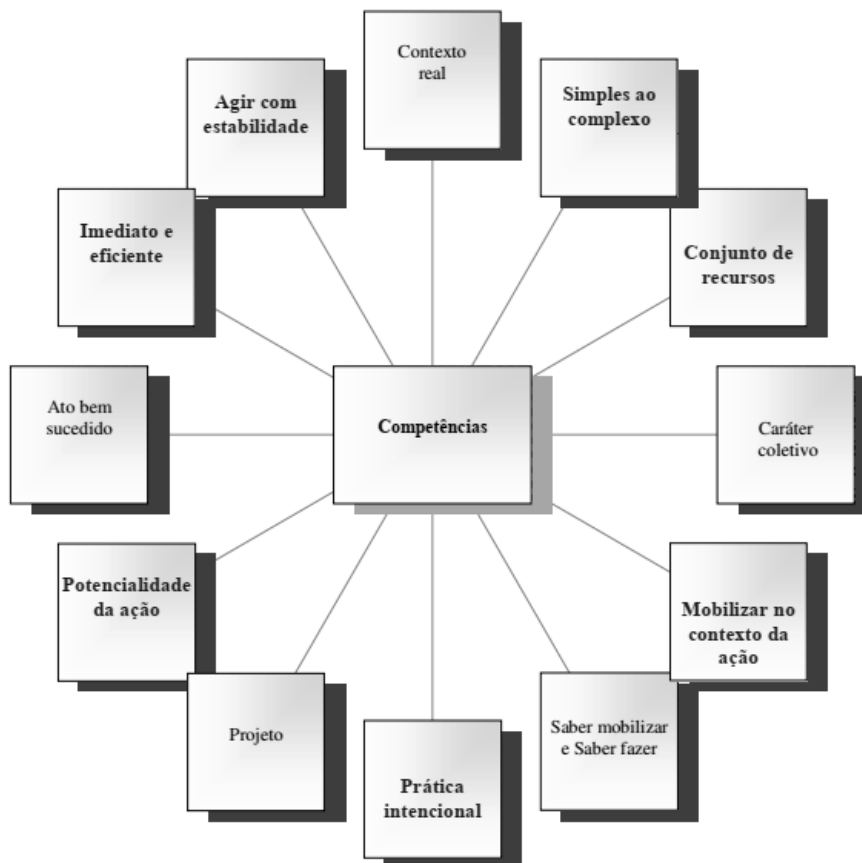 Contexto
real
Simples ao
complexo
Conjunto de
recursos
Caráter
coletivo
Mobilizar no
contexto da
ação
Saber mobilizar
e Saber fazer
Prática
intencional
Projeto
Potencialidade
da ação
Ato bem
sucedido
Imediato e
eficiente
Agir com
estabilidade
Competências